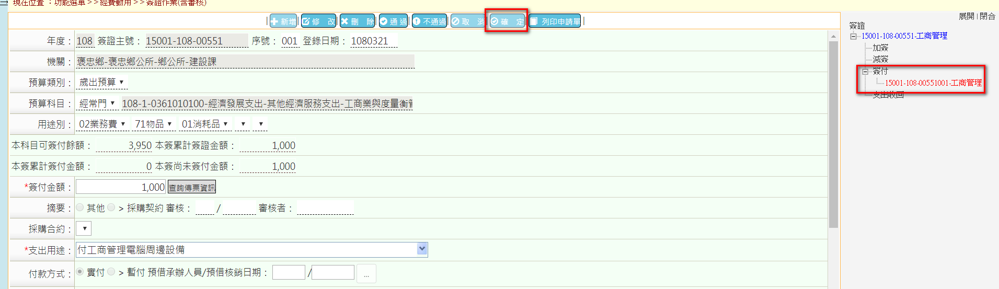 現在位置 ：功能選單 >> 經費動用 >> 簽證作業(含審核)
新增 修 改 刪 除 通 過 不通過 取 消 確 定 列印申請單
展開 | 閉合
簽證
15001-108-00551-工商管理
加簽
減簽
簽付
15001-108-00551001-工商管理
支出收回
年度： 108 簽證主號： 15001-108-00551 序號： 001 登錄日期： 1080321
機關： 褒忠鄉-褒忠鄉公所-鄉公所-建設課
預算類別： 歲出預算
預算科目： 經常門 108-1-0361010100-經濟發展支出-其他經濟服務支出-工商業與度量衡管
用途別： 02業務費 71物品 01消耗品
本科目可簽付餘額： 3,950 本簽累計簽證金額： 1,000
本簽累計簽付金額： 0 本簽尚未簽付金額： 1,000
*簽付金額： 1,000 查詢傳票資訊
摘要： 其他 > 採購契約 審核： / 審核者：
採購合約：
*支出用途： 付工商管理電腦周邊設備
付款方式： 實付 > 暫付 預借承辦人員/預借核銷日期： / ...